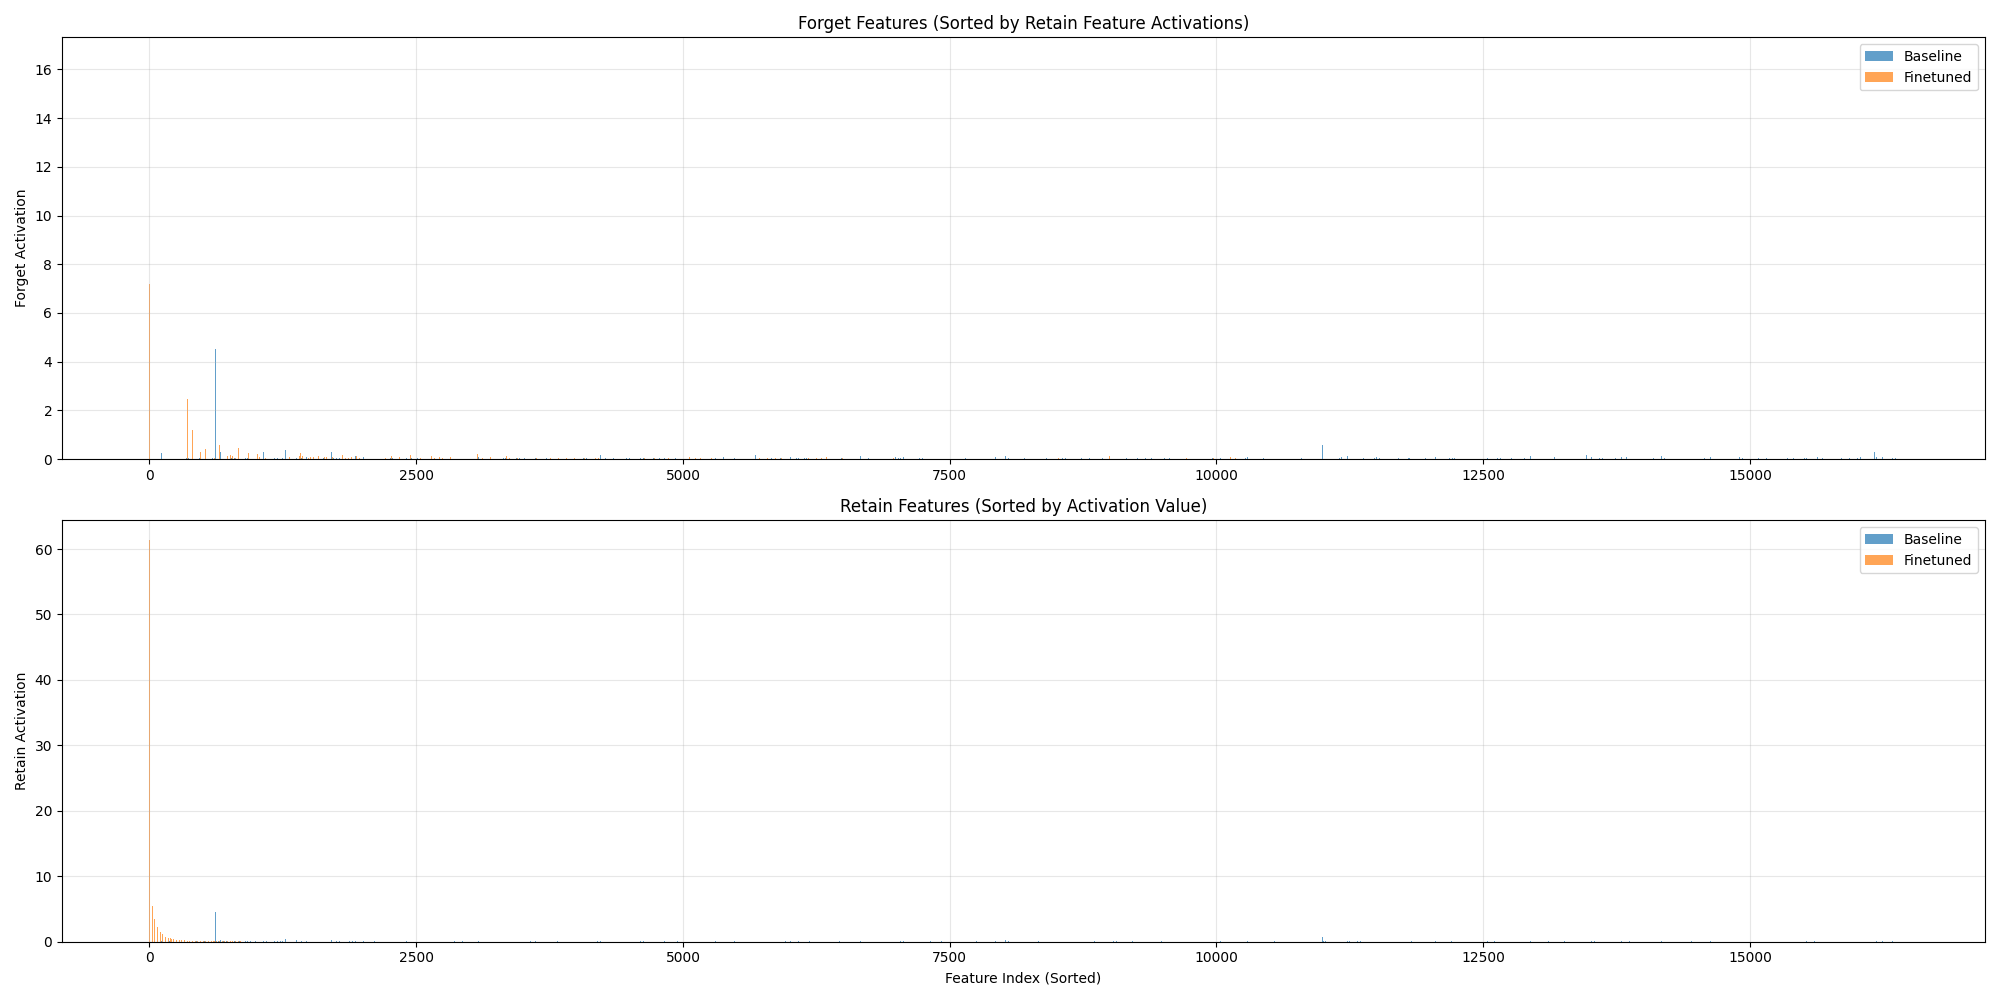 Forget Features (Sorted by Retain Feature Activations)
Forget Activation
16
14
12
10
8
6
4
2
0
Baseline
Finetuned
0 2500 5000 7500 10000 12500 15000
Retain Features (Sorted by Activation Value)
Retain Activation
60
50
40
30
20
10
0
Baseline
Finetuned
0 2500 5000 7500 10000 12500 15000
Feature Index (Sorted)